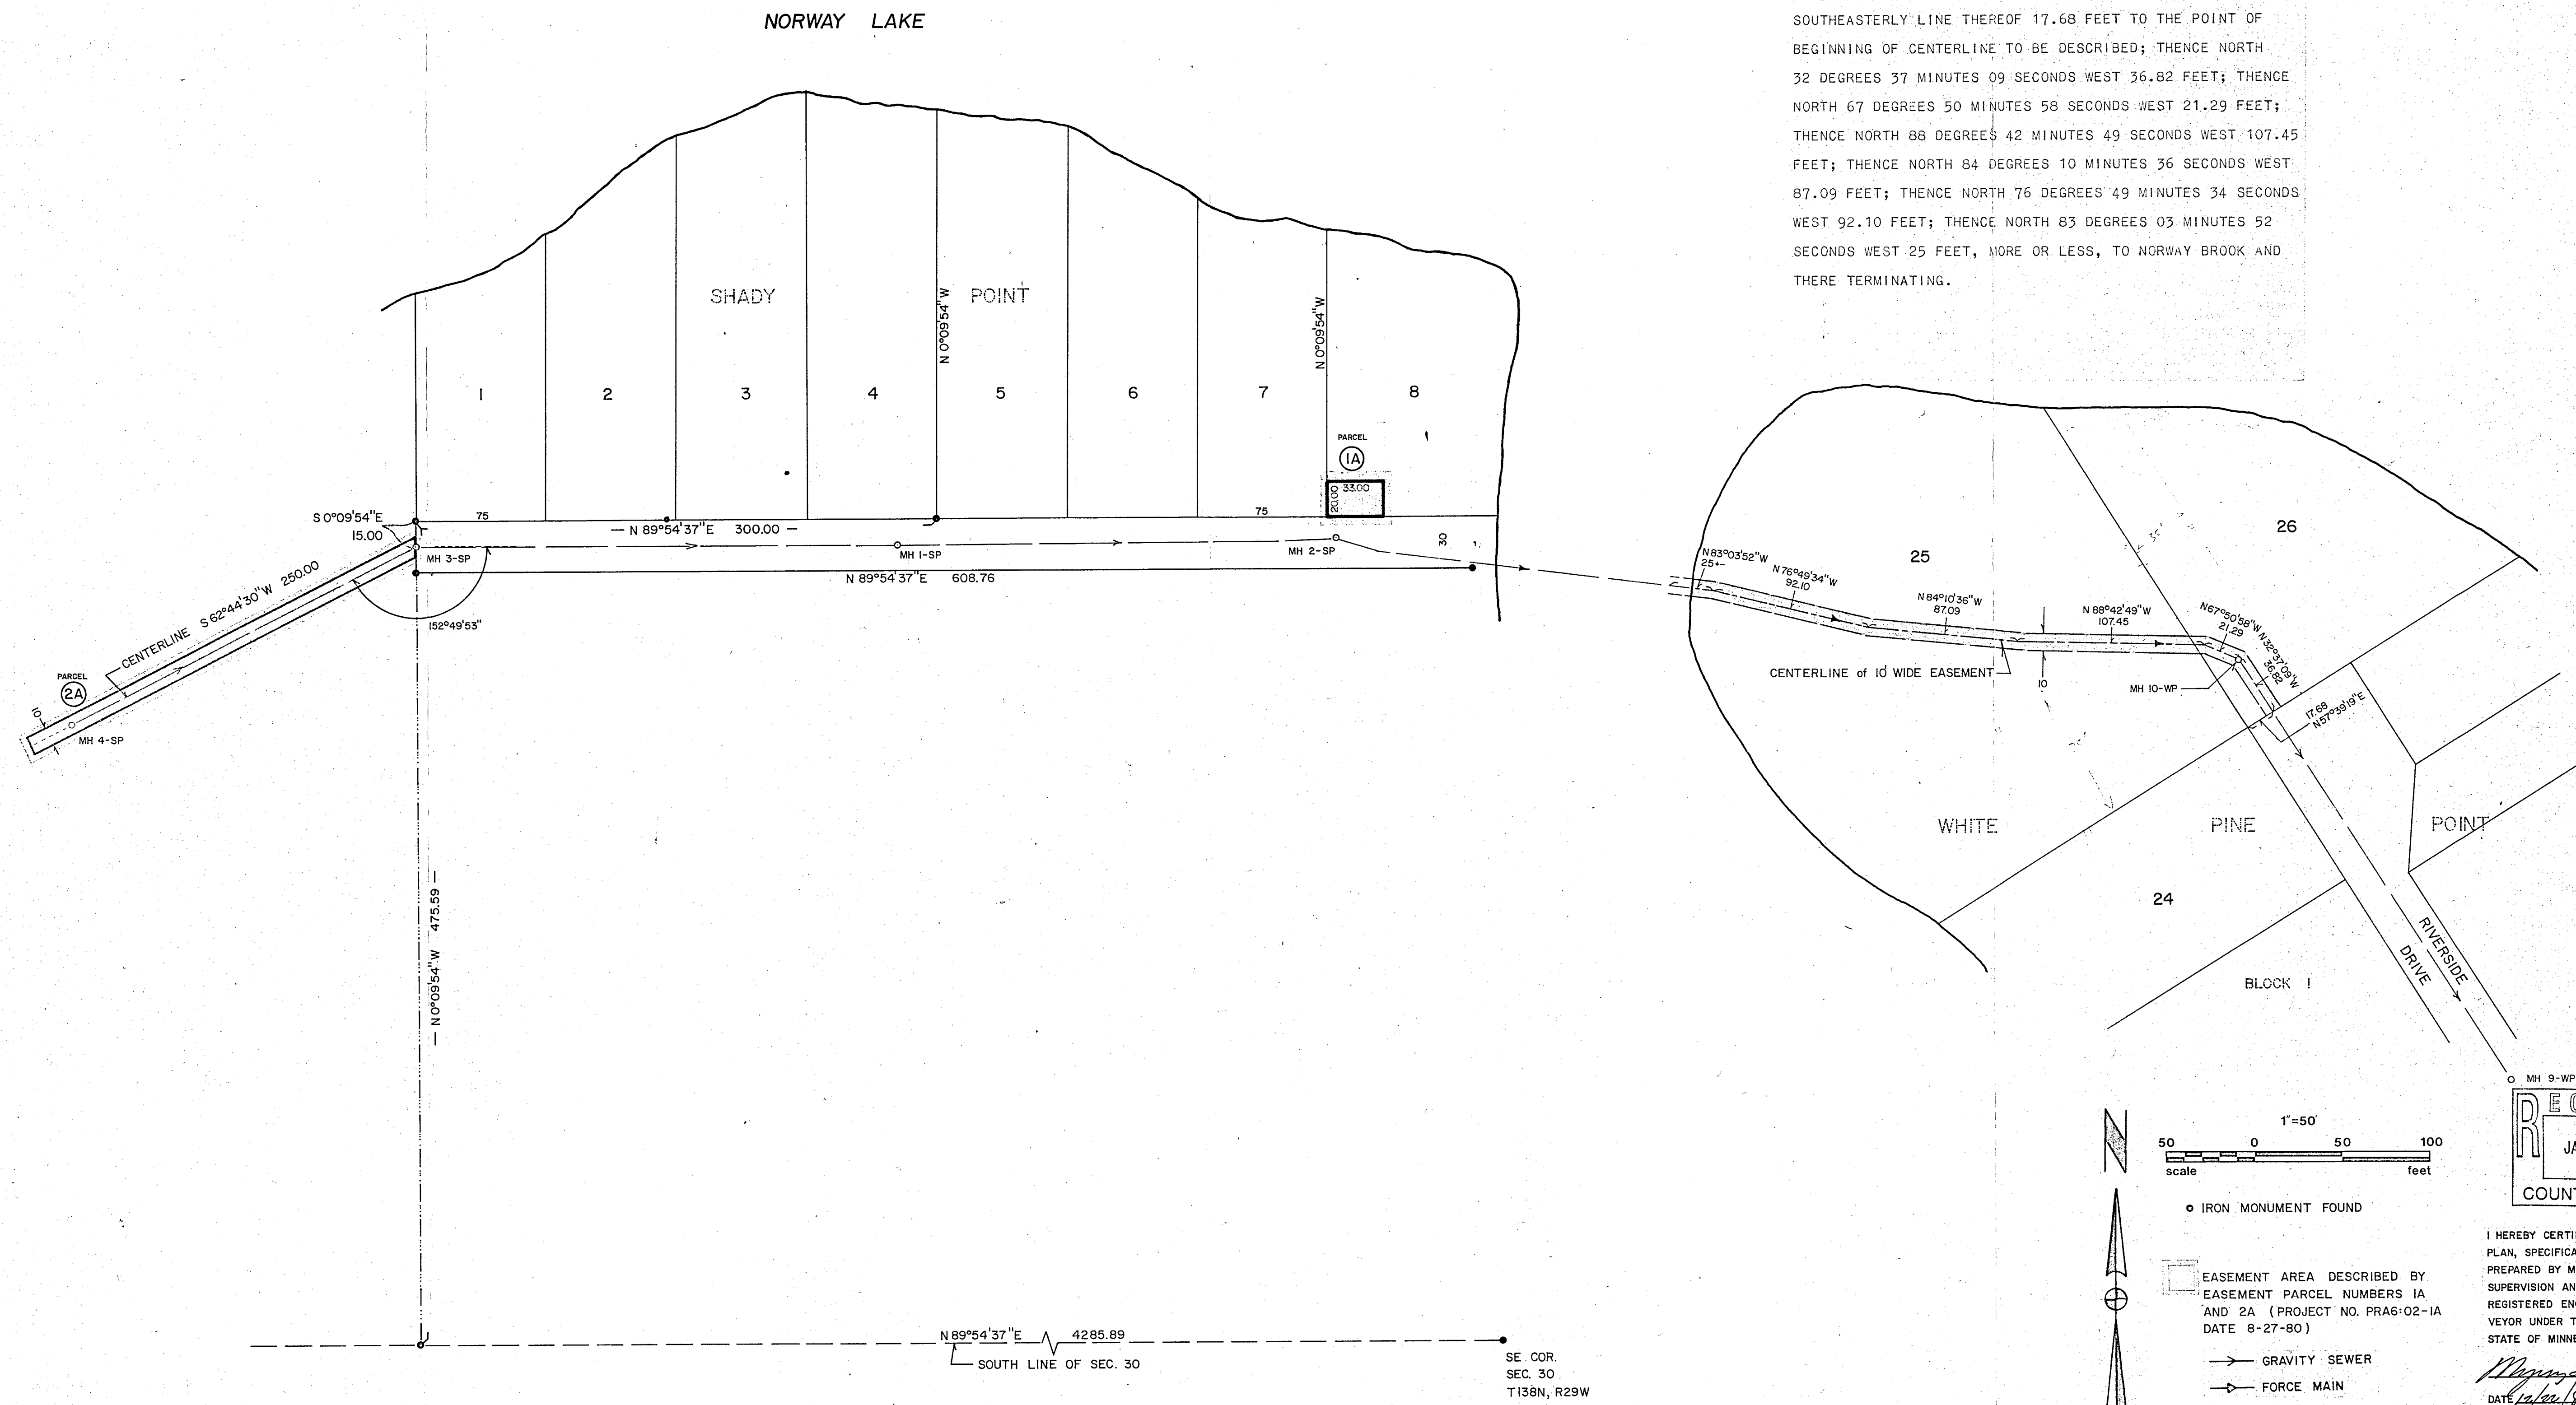 NORWAY LAKE
SOUTHEASTERLY LINE THEREOF 17.68 FEET TO THE POINT OF
BEGINNING OF CENTERLINE TO BE DESCRIBED; THENCE NORTH
32 DEGREES 37 MINUTES 09 SECONDS WEST 36.82 FEET; THENCE
NORTH 67 DEGREES 50 MINUTES 58 SECONDS WEST 21.29 FEET;
THENCE NORTH 88 DEGREES 42 MINUTES 49 SECONDS WEST 107.45
FEET; THENCE NORTH 84 DEGREES 10 MINUTES 36 SECONDS WEST
87.09 FEET; THENCE NORTH 76 DEGREES 49 MINUTES 34 SECONDS
WEST 92.10 FEET; THENCE NORTH 83 DEGREES 03 MINUTES 52
SECONDS WEST 25 FEET, MORE OR LESS, TO NORWAY BROOK AND
THERE TERMINATING.
SHADY POINT
N 0°09'54"W
N 0°09'54"W
1 2 3 4 5 6 7 8
PARCEL
1A
20.00
33.00
S 0°09'54"E
15.00
75
N 89°54'37"E 300.00
75
30
MH 3-SP
MH 1-SP
MH 2-SP
N 89°54'37"E 608.76
152°49'53"
CENTERLINE S 62°44'30"W 250.00
PARCEL
2A
10
MH 4-SP
N 0°09'54"W 475.59
N 89°54'37"E 4285.89
SOUTH LINE OF SEC. 30
SE COR.
SEC. 30
T138N, R29W
25
26
N 83°03'52"W
25+-
N 76°49'34"W
92.10
N 84°10'36"W
87.09
N 88°42'49"W
107.45
N67°50'58"W
21.29
N32°37'09"W
36.82
CENTERLINE of 10' WIDE EASEMENT
10
MH 10-WP
17.68
N57°39'19"E
WHITE PINE POINT
24
BLOCK 1
RIVERSIDE
DRIVE
MH 9-WP
N
1"=50'
50 0 50 100
scale feet
IRON MONUMENT FOUND
EASEMENT AREA DESCRIBED BY
EASEMENT PARCEL NUMBERS 1A
AND 2A (PROJECT NO. PRA6:02-1A
DATE 8-27-80)
GRAVITY SEWER
FORCE MAIN
I HEREBY
PLAN,
PREPARED BY
SUPERVISION
REGISTERED
UNDER
STATE OF
DATE